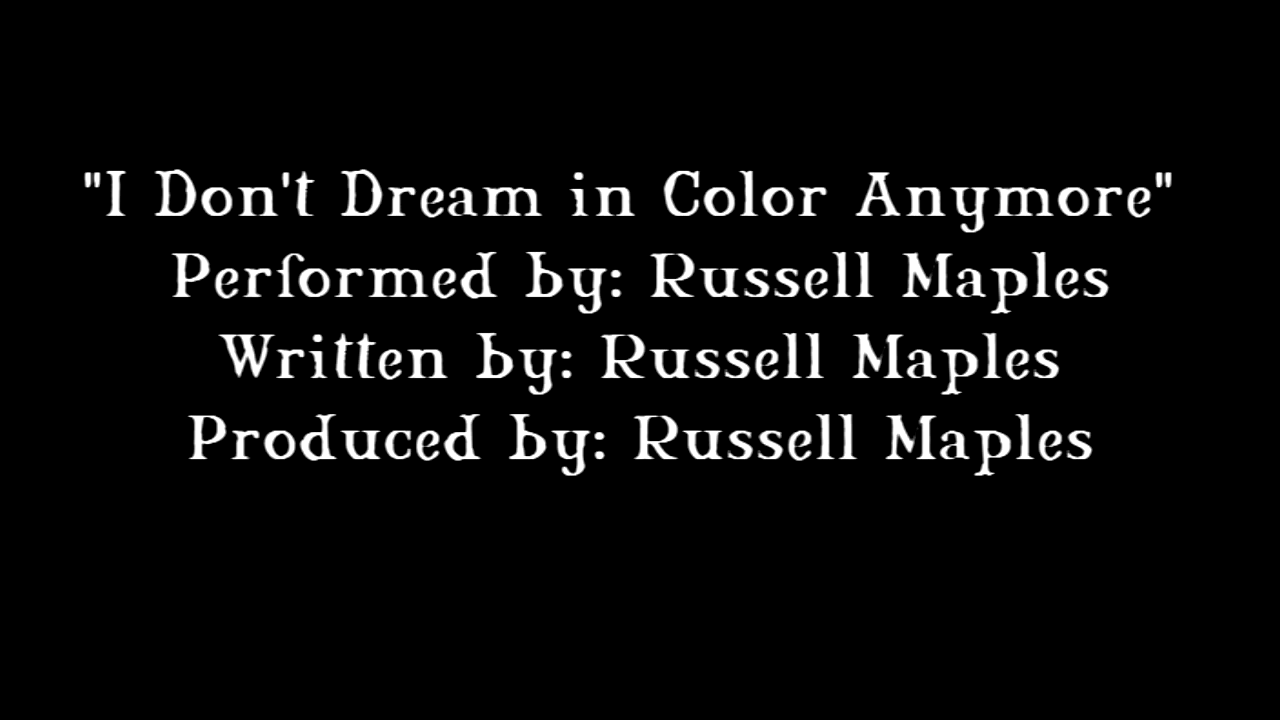 "I Don't Dream in Color Anymore"
Performed by: Russell Maples
Written by: Russell Maples
Produced by: Russell Maples